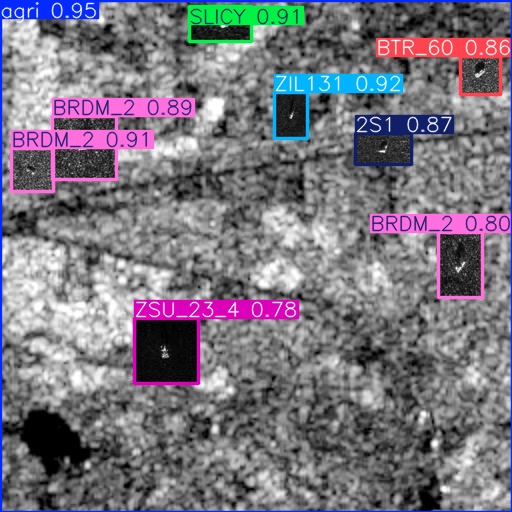 agri 0.95
SLICY 0.91
BTR_60 0.86
ZIL131 0.92
BRDM_2 0.89
2S1 0.87
BRDM_2 0.91
BRDM_2 0.80
ZSU_23_4 0.78